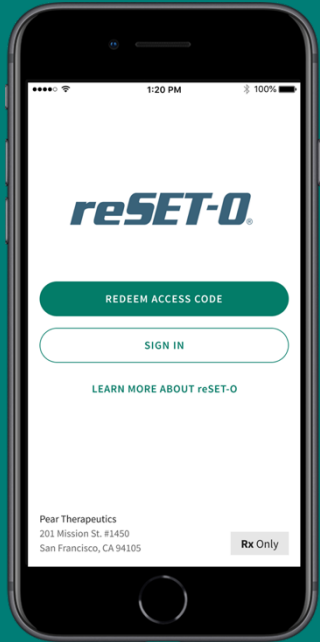 1:20 PM 100%
reSET-O®
REDEEM ACCESS CODE
SIGN IN
LEARN MORE ABOUT reSET-O
Pear Therapeutics
201 Mission St. #1450
San Francisco, CA 94105
Rx Only